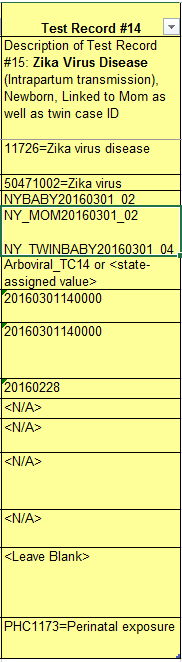 Test Record #14
Description of Test Record
#15: Zika Virus Disease
(Intrapartum transmission),
Newborn, Linked to Mom as
well as twin case ID
11726=Zika virus disease
50471002=Zika virus
NYBABY20160301_02
NY_MOM20160301_02
NY_TWINBABY20160301_04
Arboviral_TC14 or <state-
assigned value>
20160301140000
20160301140000
20160228
<N/A>
<N/A>
<N/A>
<N/A>
<Leave Blank>
PHC1173=Perinatal exposure